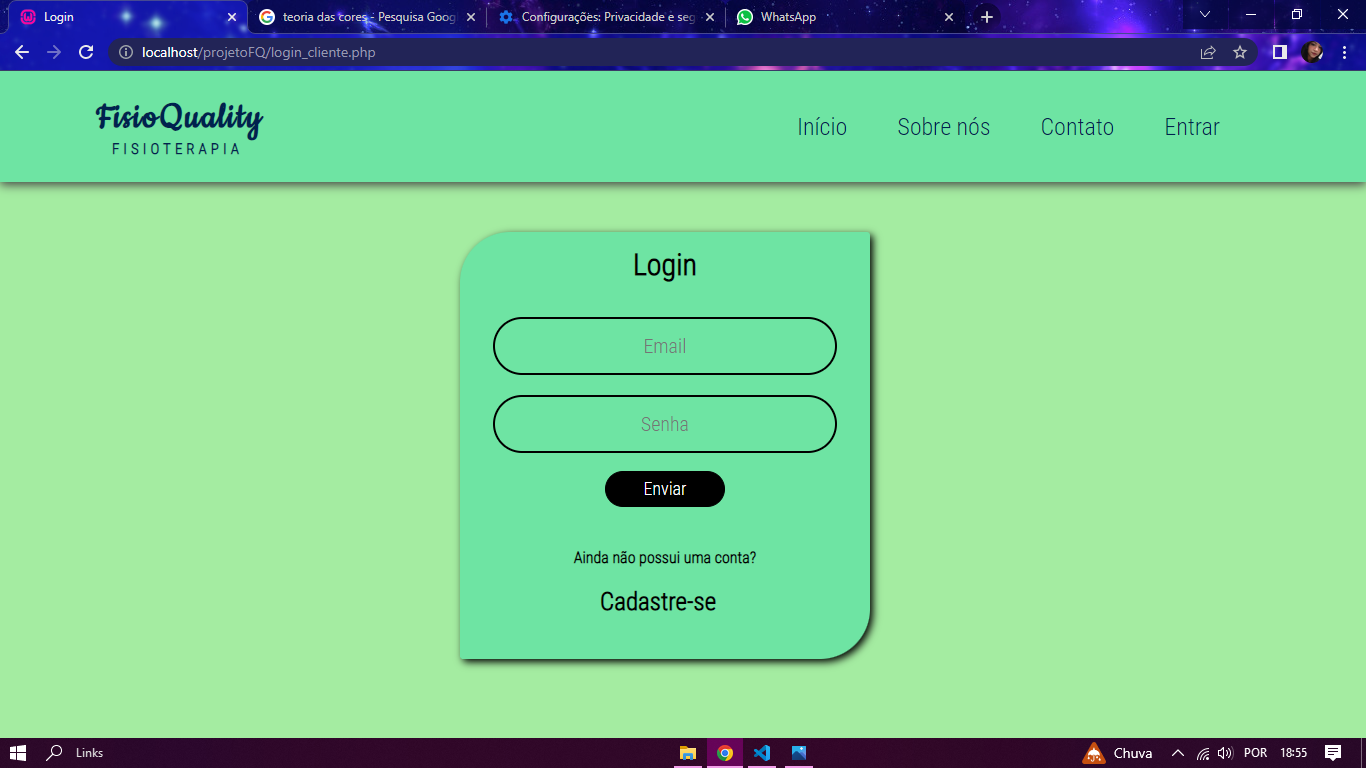 Login
teoria das cores - Pesquisa Goog
Configurações: Privacidade e seg
WhatsApp
localhost/projetoFQ/login_cliente.php
FisioQuality
FISIOTERAPIA
Início
Sobre nós
Contato
Entrar
Login
Email
Senha
Enviar
Ainda não possui uma conta?
Cadastre-se
Links
Chuva
POR
18:55